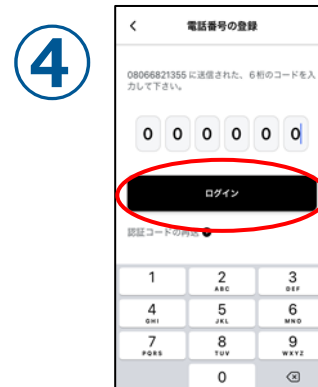 4
電話番号の登録
08066821355 に送信された、6桁のコードを入
力して下さい。
0 0 0 0 0 0
ログイン
認証コードの再送
1 2 3
ABC DEF
4 5 6
GHI JKL MNO
7 8 9
PQRS TUV WXYZ
0